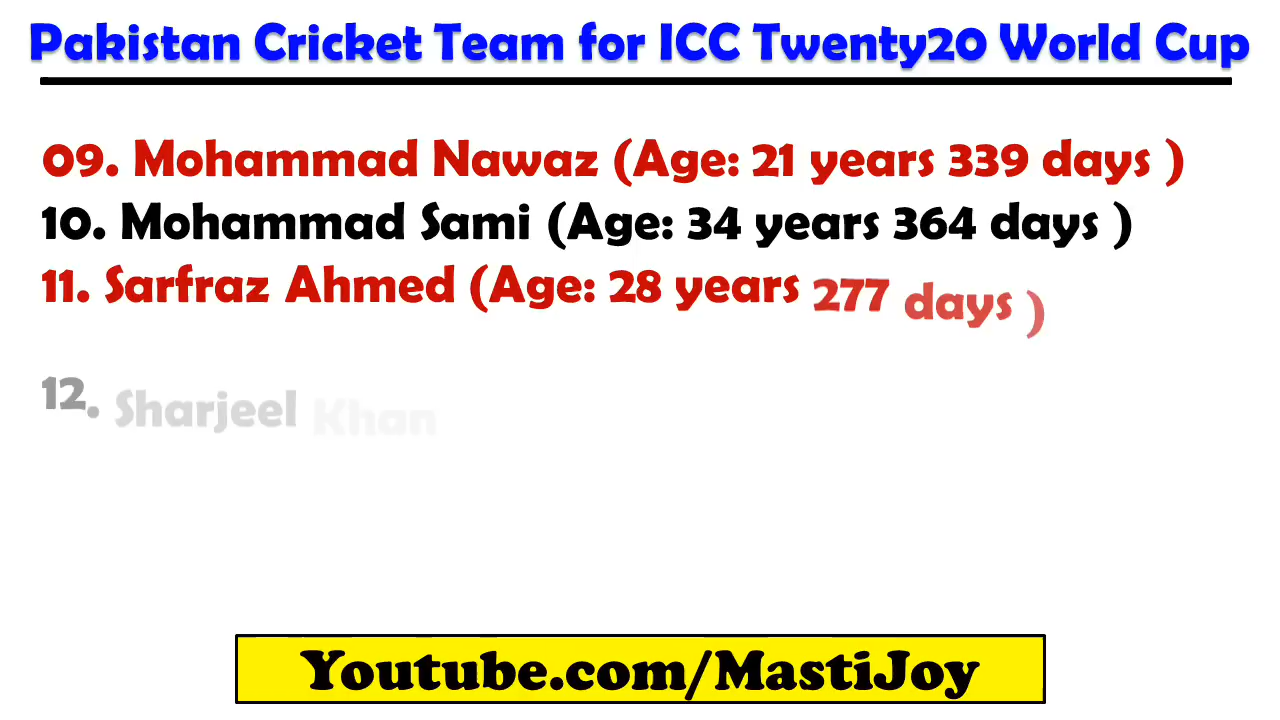 Pakistan Cricket Team for ICC Twenty20 World Cup
09. Mohammad Nawaz (Age: 21 years 339 days )
10. Mohammad Sami (Age: 34 years 364 days )
11. Sarfraz Ahmed (Age: 28 years 277 days )
12. Sharjeel Khan
Youtube.com/MastiJoy